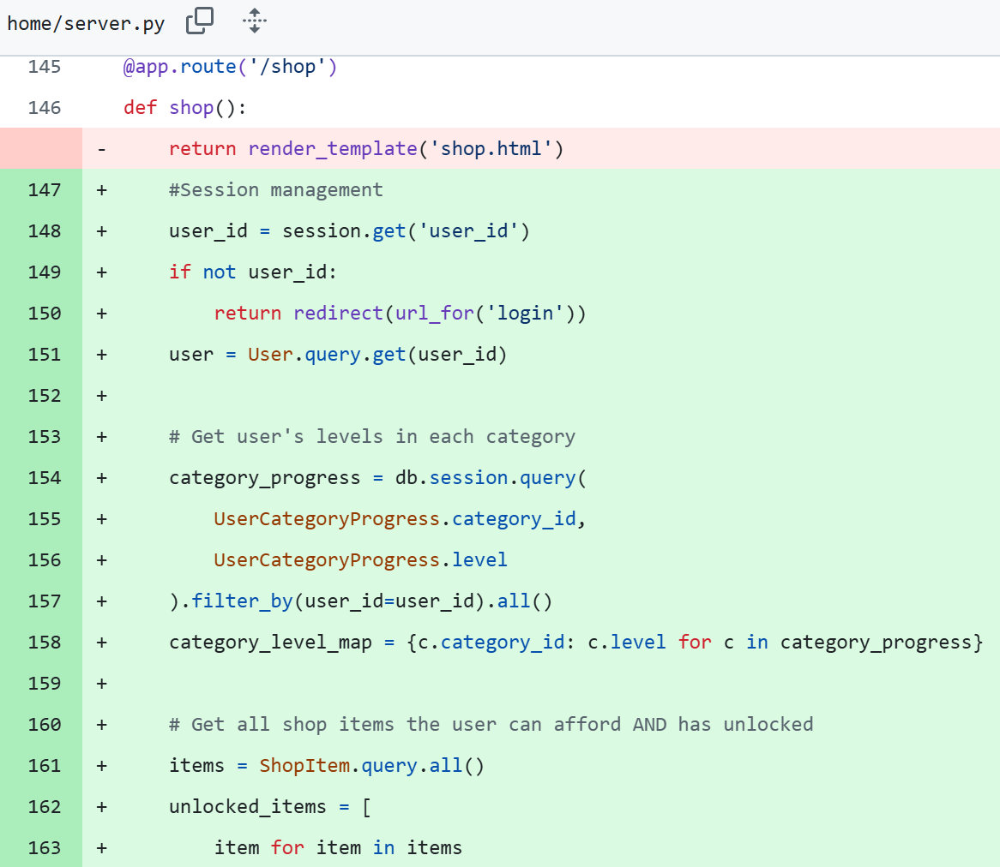 home/server.py
145 @app.route('/shop')
146 def shop():
- return render_template('shop.html')
147 + #Session management
148 + user_id = session.get('user_id')
149 + if not user_id:
150 + return redirect(url_for('login'))
151 + user = User.query.get(user_id)
152 +
153 + # Get user's levels in each category
154 + category_progress = db.session.query(
155 + UserCategoryProgress.category_id,
156 + UserCategoryProgress.level
157 + ).filter_by(user_id=user_id).all()
158 + category_level_map = {c.category_id: c.level for c in category_progress}
159 +
160 + # Get all shop items the user can afford AND has unlocked
161 + items = ShopItem.query.all()
162 + unlocked_items = [
163 + item for item in items